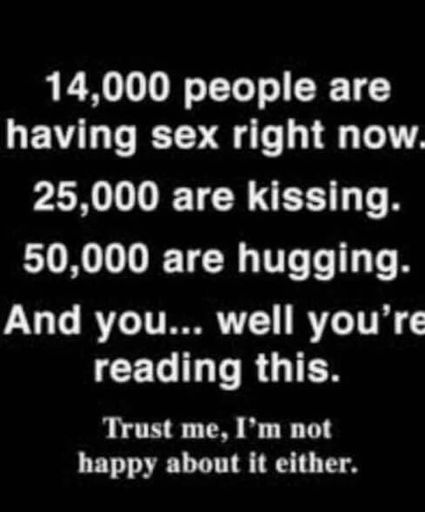 14,000 people are
having sex right now.
25,000 are kissing.
50,000 are hugging.
And you... well you're
reading this.
Trust me, I'm not
happy about it either.